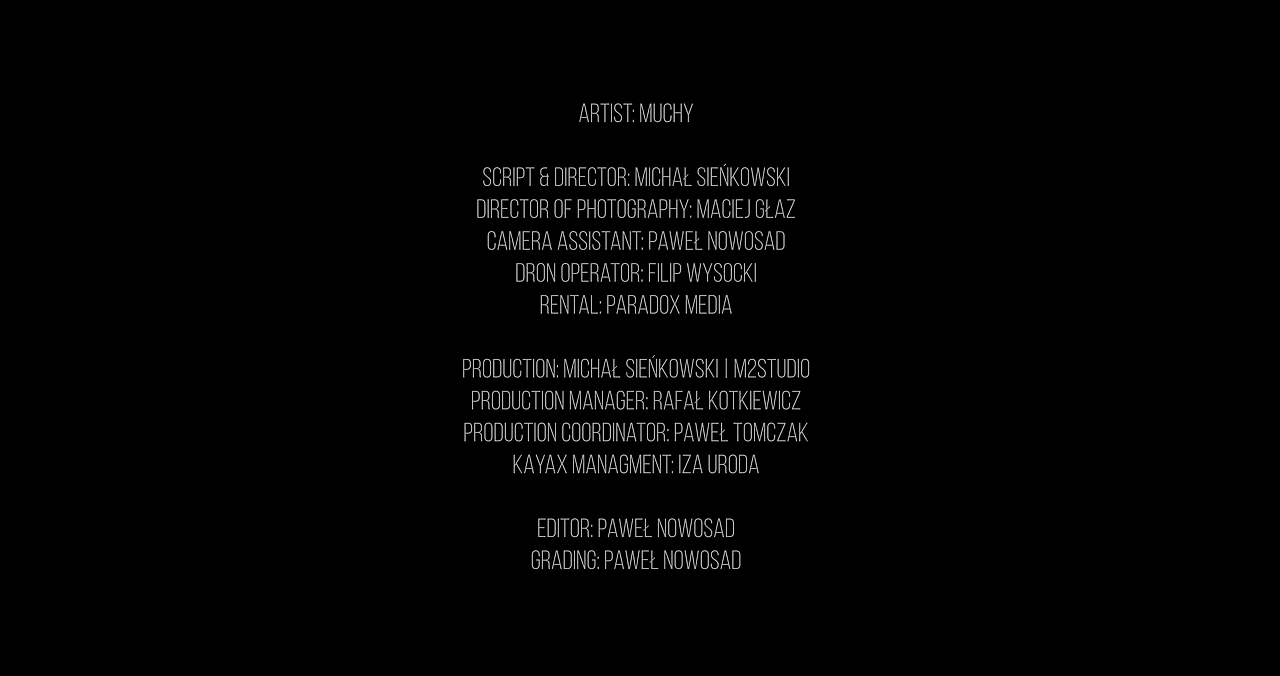 ARTIST: MUCHY
SCRIPT & DIRECTOR: MICHAŁ SIEŃKOWSKI
DIRECTOR OF PHOTOGRAPHY: MACIEJ GŁAZ
CAMERA ASSISTANT: PAWEŁ NOWOSAD
DRON OPERATOR: FILIP WYSOCKI
RENTAL: PARADOX MEDIA
PRODUCTION: MICHAŁ SIEŃKOWSKI | M2STUDIO
PRODUCTION MANAGER: RAFAŁ KOTKIEWICZ
PRODUCTION COORDINATOR: PAWEŁ TOMCZAK
KAYAX MANAGMENT: IZA URODA
EDITOR: PAWEŁ NOWOSAD
GRADING: PAWEŁ NOWOSAD